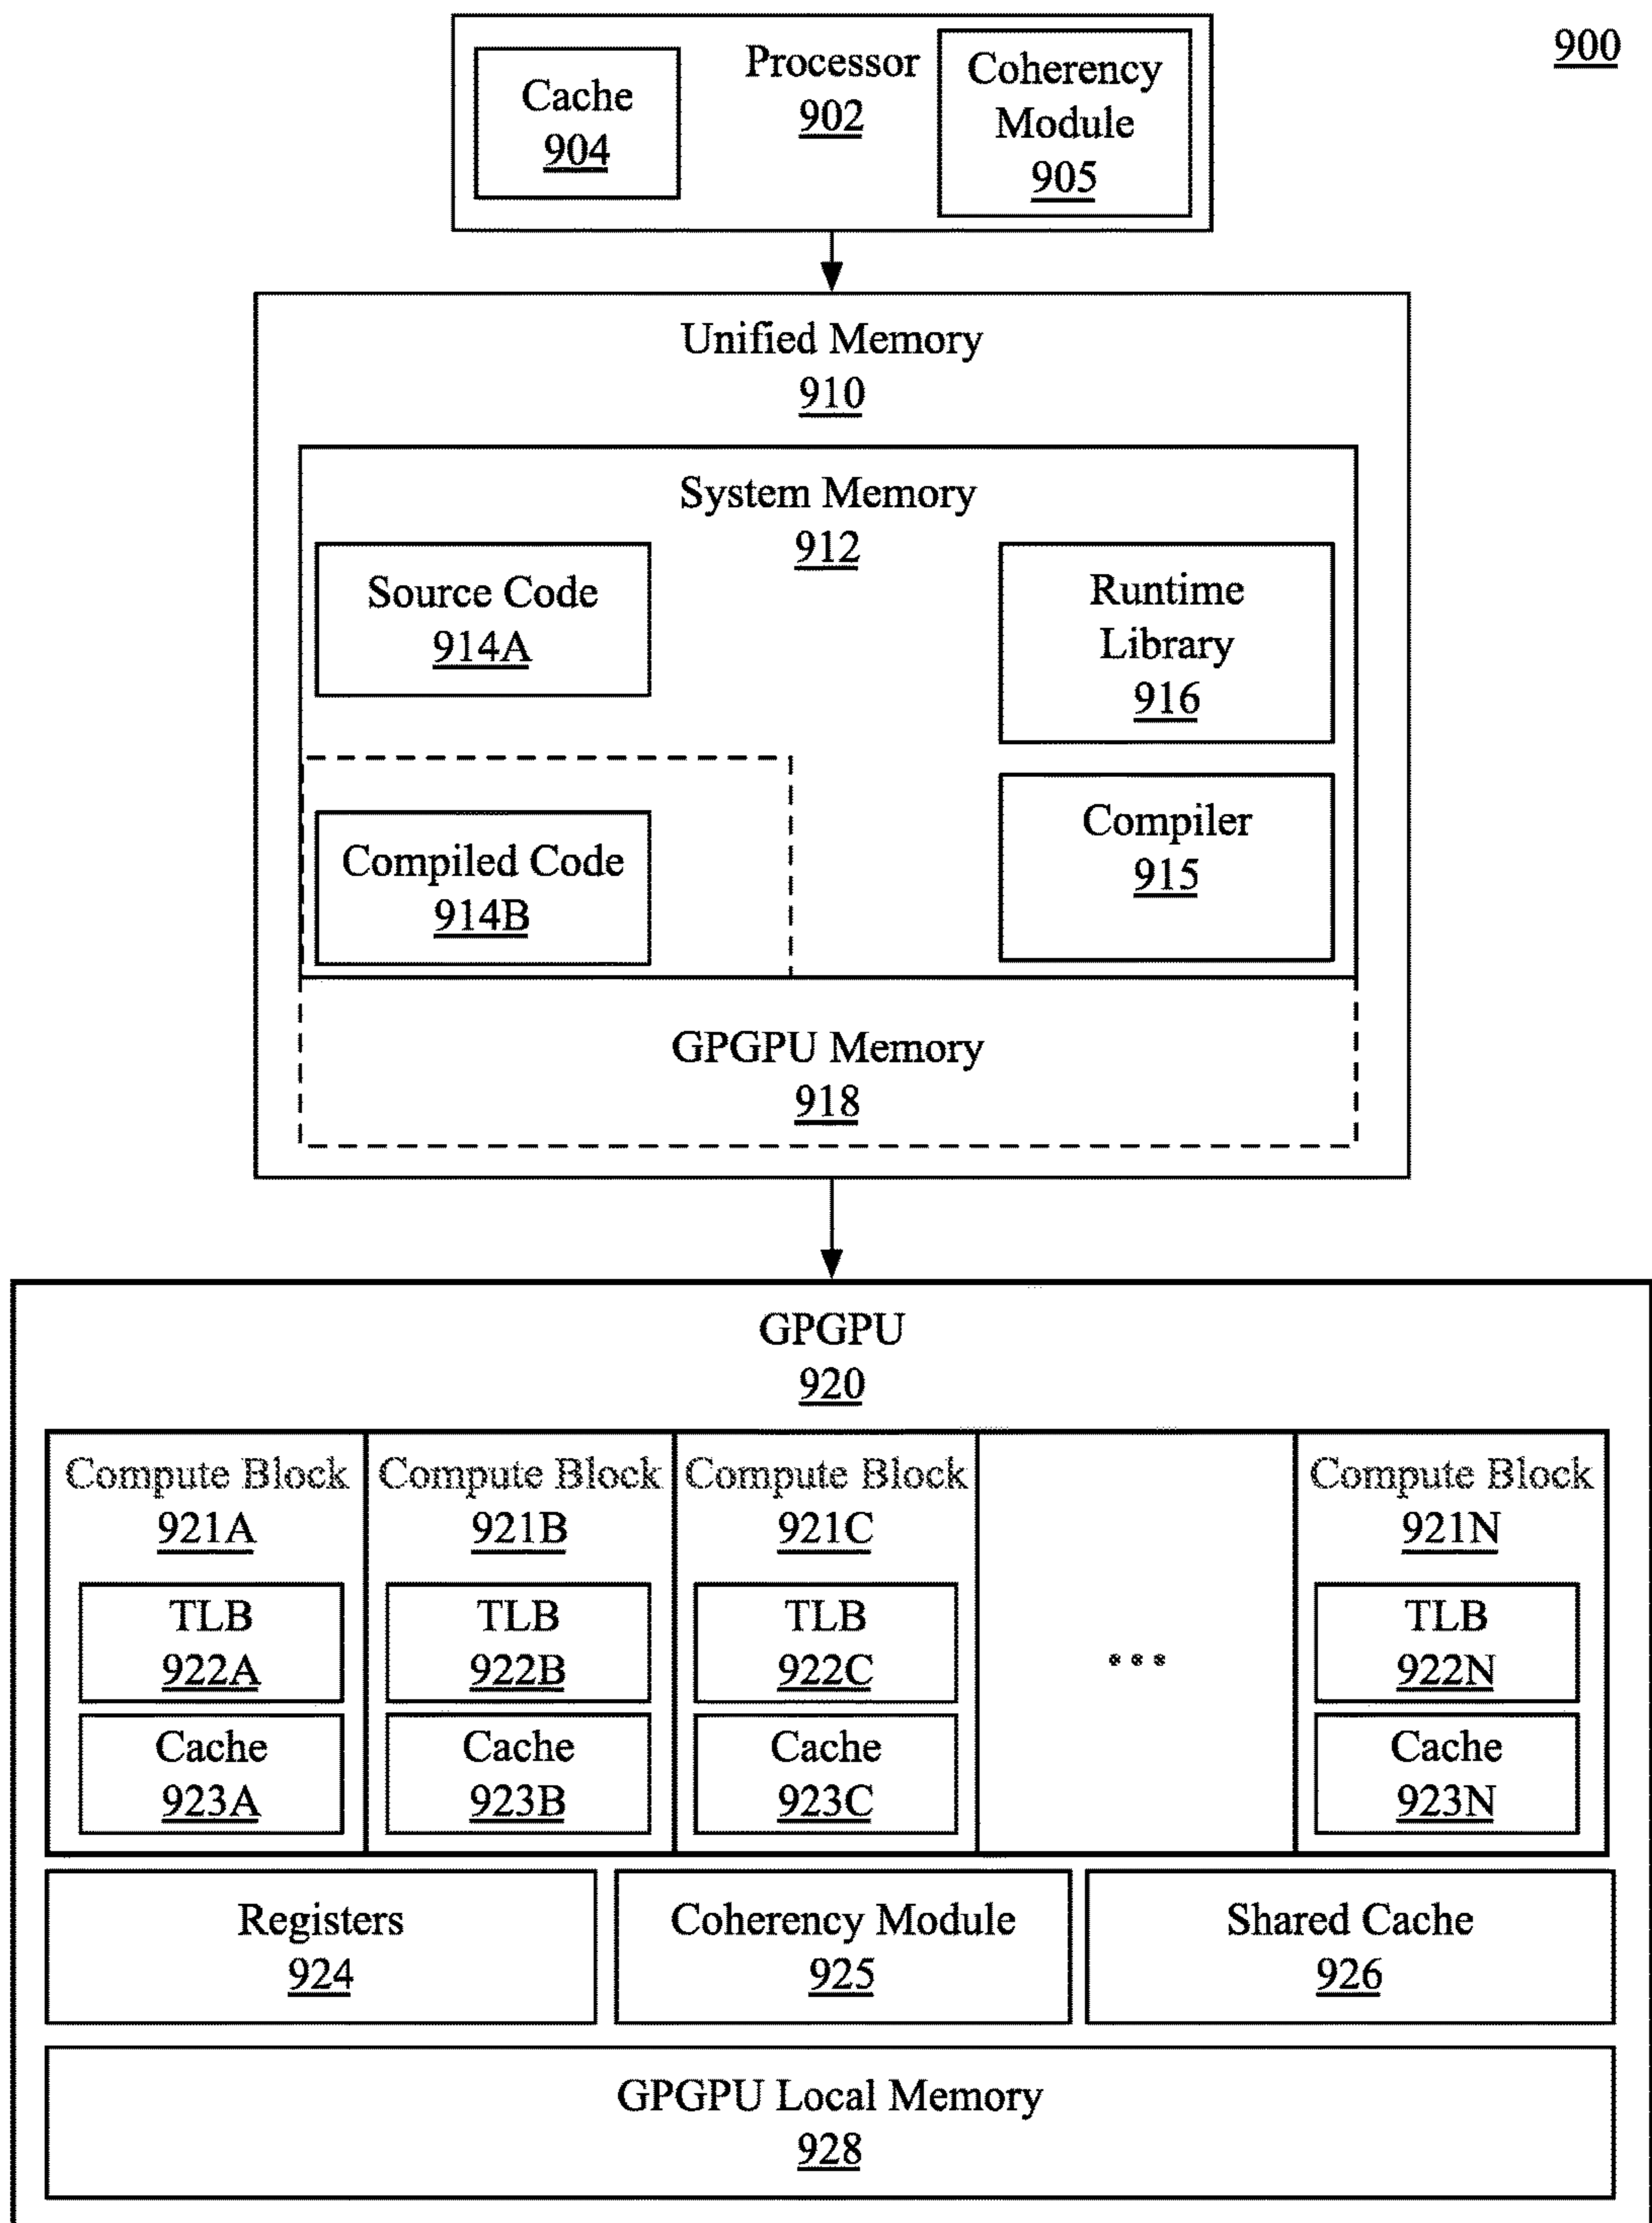 900
Processor
902
Cache
904
Coherency
Module
905
Unified Memory
910
System Memory
912
Source Code
914A
Runtime
Library
916
Compiled Code
914B
Compiler
915
GPGPU Memory
918
GPGPU
920
Compute Block
921A
TLB
922A
Cache
923A
Compute Block
921B
TLB
922B
Cache
923B
Compute Block
921C
TLB
922C
Cache
923C
...
Compute Block
921N
TLB
922N
Cache
923N
Registers
924
Coherency Module
925
Shared Cache
926
GPGPU Local Memory
928